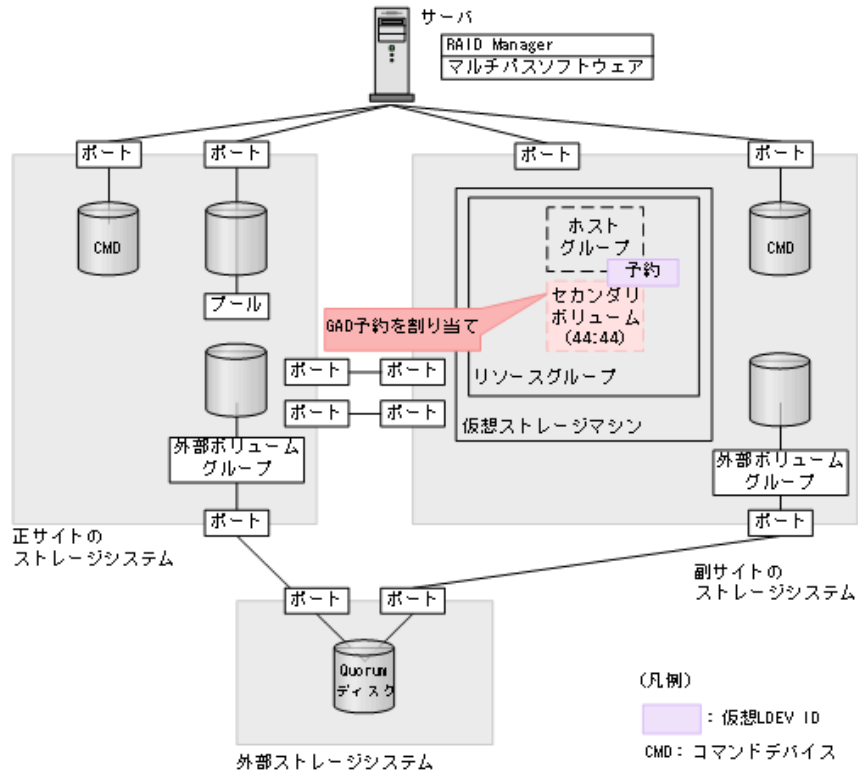 サーバ
RAID Manager
マルチパスソフトウェア
ポート
ポート
ポート
ポート
CMD
プール
ホスト
グループ
予約
セカンダリ
ボリューム
(44:44)
GAD予約を割り当て
CMD
ポート
ポート
ポート
ポート
リソースグループ
仮想ストレージマシン
外部ボリューム
グループ
外部ボリューム
グループ
ポート
ポート
正サイトの
ストレージシステム
副サイトの
ストレージシステム
ポート
ポート
Quorum
ディスク
外部ストレージシステム
(凡例)
: 仮想LDEV ID
CMD: コマンドデバイス